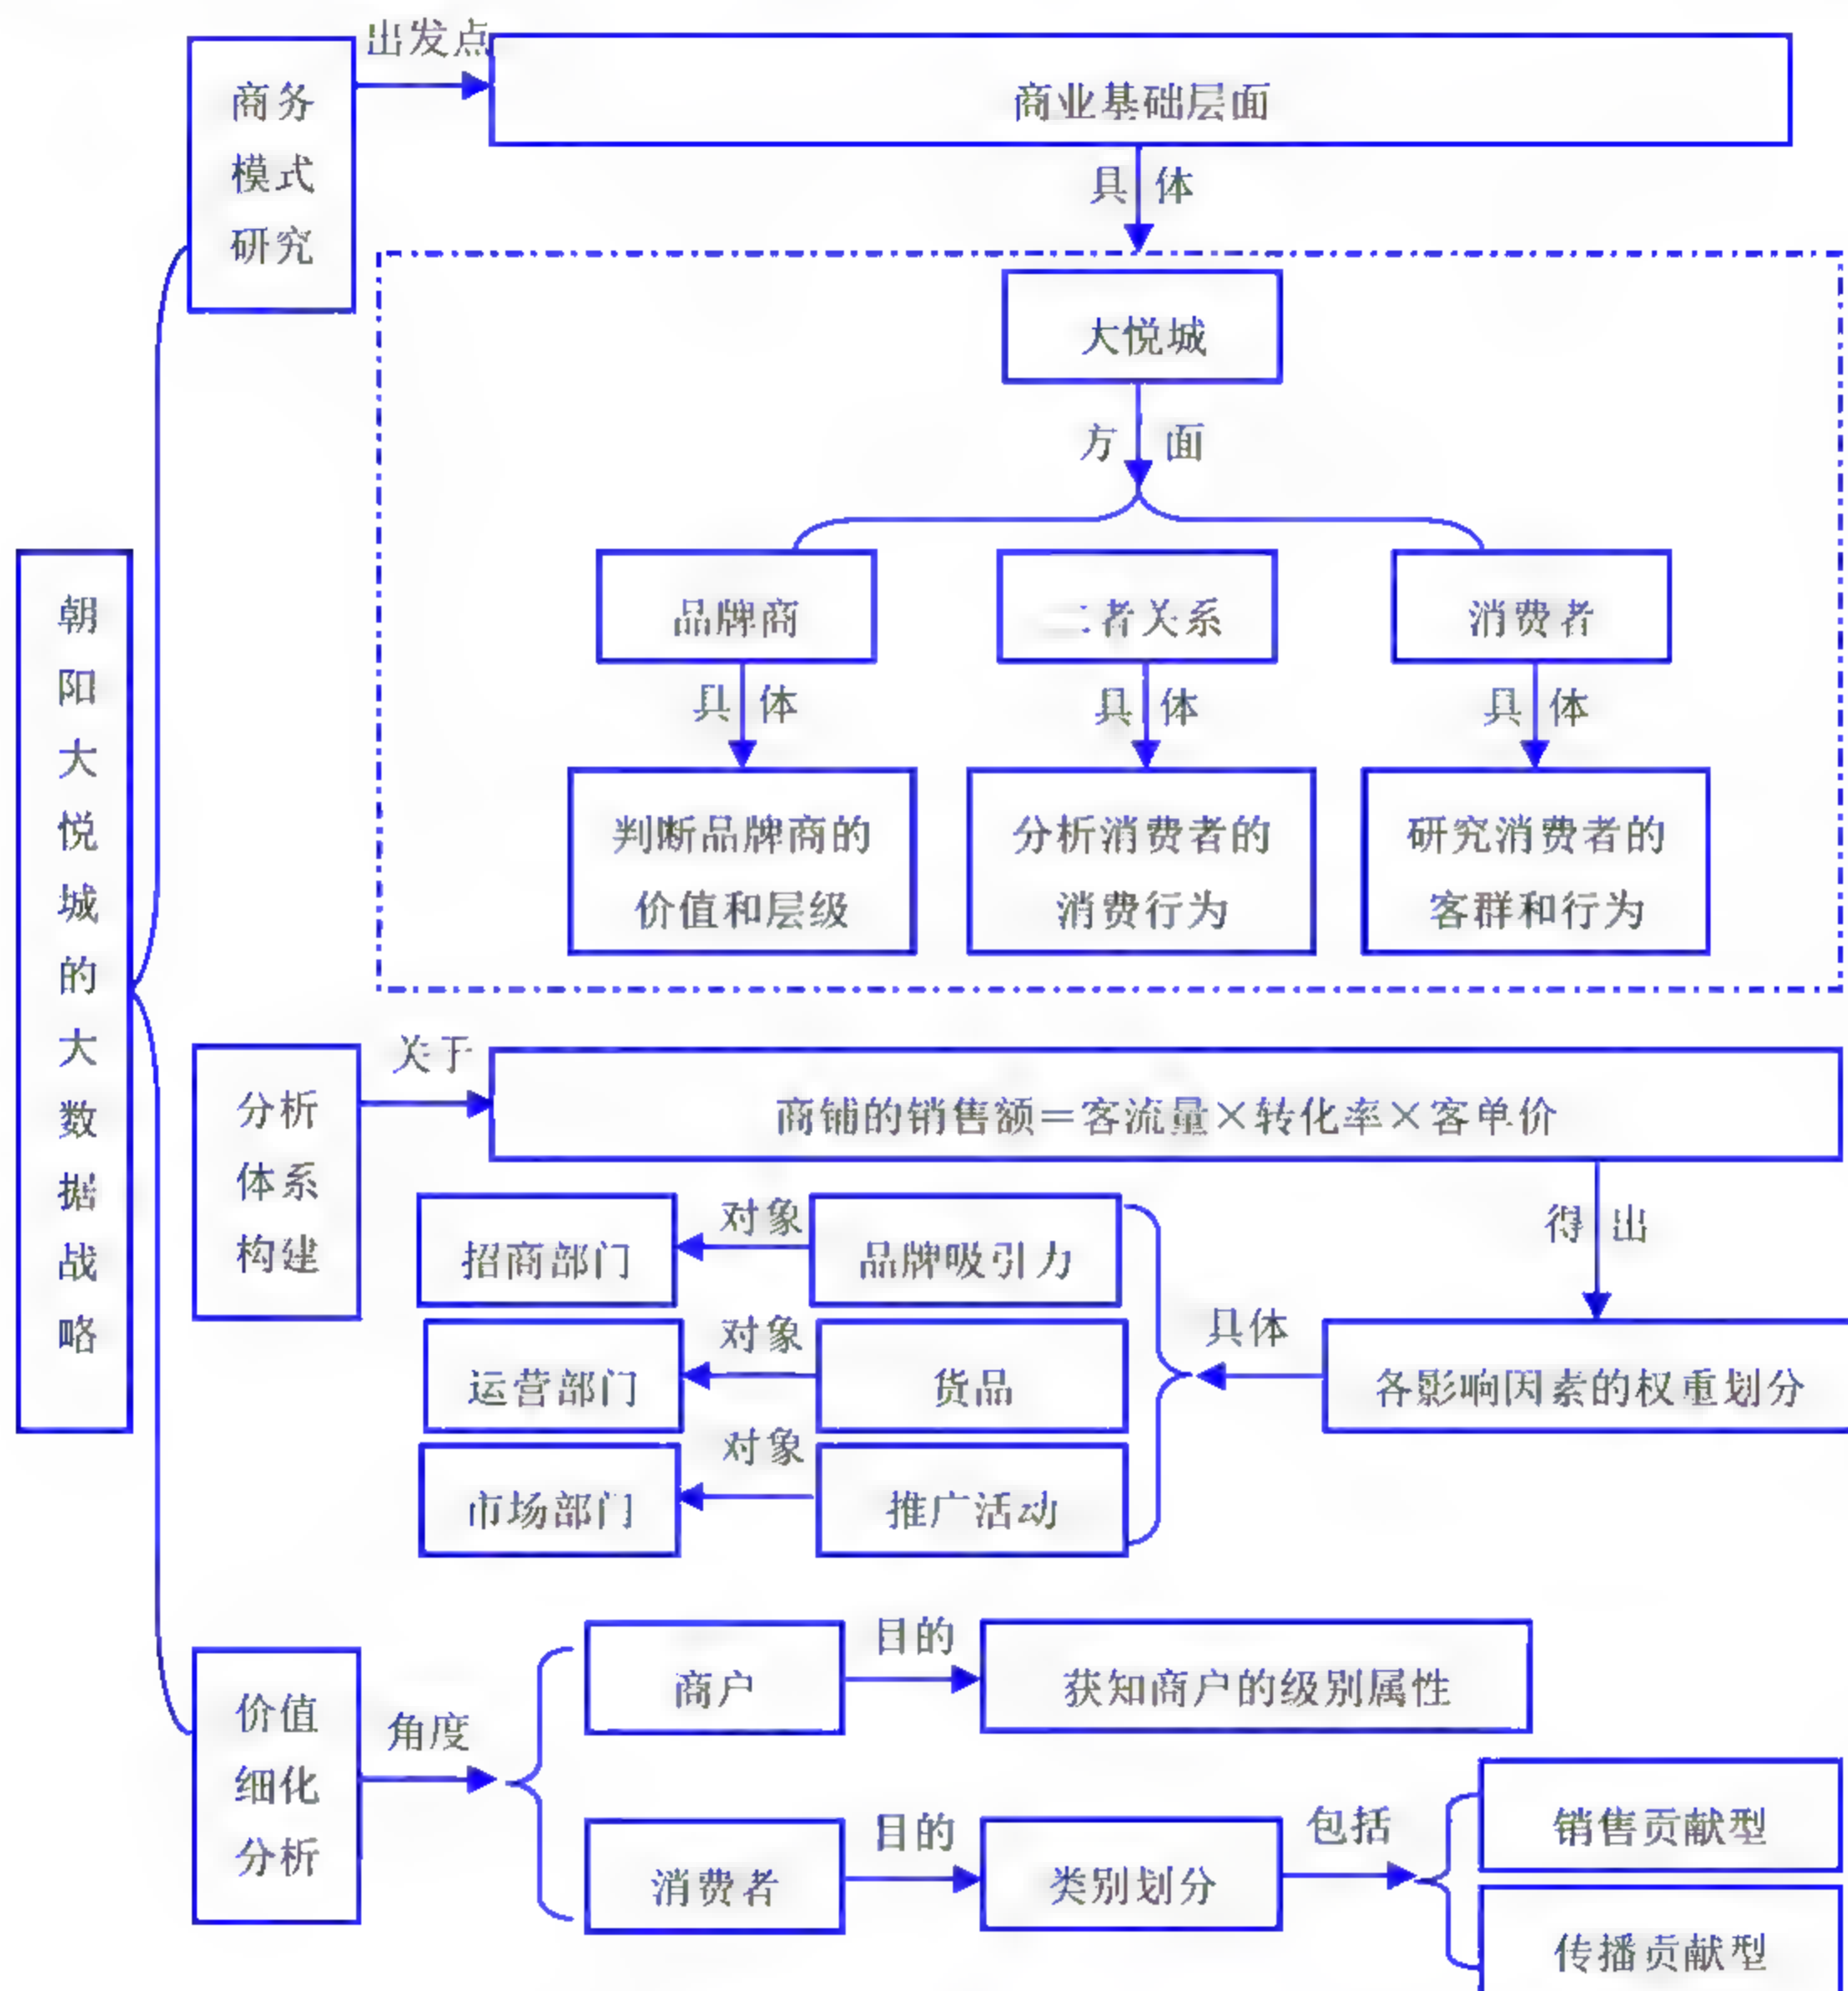 朝阳大悦城的大数据战略
商务
模式
研究
出发点
商业基础层面
具体
大悦城
方面
品牌商
二者关系
消费者
具体
具体
具体
判断品牌商的
价值和层级
分析消费者的
消费行为
研究消费者的
客群和行为
分析
体系
构建
关于
商铺的销售额＝客流量×转化率×客单价
得出
各影响因素的权重划分
具体
品牌吸引力
对象
招商部门
货品
对象
运营部门
推广活动
对象
市场部门
价值
细化
分析
角度
商户
目的
获知商户的级别属性
消费者
目的
类别划分
包括
销售贡献型
传播贡献型